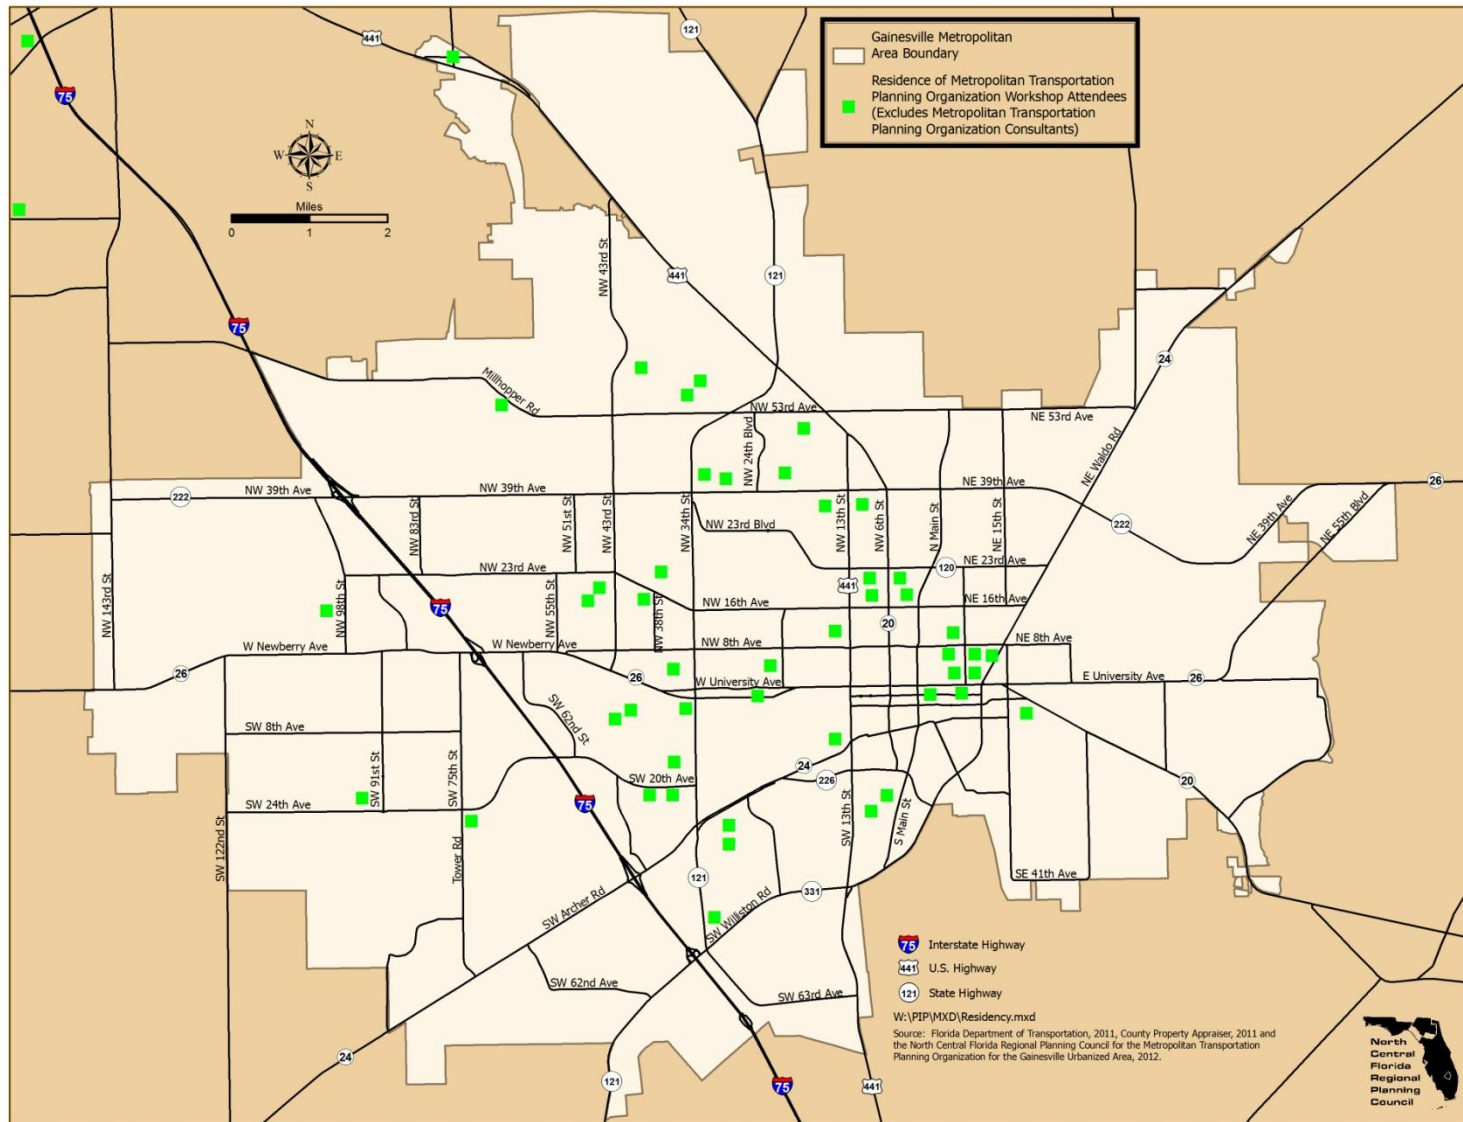 441
121
Gainesville Metropolitan
Area Boundary
Residence of Metropolitan Transportation
Planning Organization Workshop Attendees
(Excludes Metropolitan Transportation
Planning Organization Consultants)
75
N
W E
S
Miles
0 1 2
NW 43rd St
441
121
75
24
Millhopper Rd
NW 53rd Ave
NE 53rd Ave
NW 24th Blvd
NE Waldo Rd
222
NW 39th Ave
NW 39th Ave
NE 39th Ave
26
NW 83rd St
NW 51st St
NW 43rd St
NW 34th St
NW 23rd Blvd
NW 13th St
NW 6th St
N Main St
NE 15th St
222
NE 39th Ave
NE 55th Blvd
NW 143rd St
NW 98th St
NW 23rd Ave
120
NE 23rd Ave
75
441
NW 55th St
NW 38th St
NW 16th Ave
NE 16th Ave
20
W Newberry Ave
W Newberry Ave
NW 8th Ave
NE 8th Ave
26
26
W University Ave
E University Ave
26
SW 8th Ave
SW 62nd St
SW 91st St
SW 75th St
SW 20th Ave
24
226
20
SW 24th Ave
75
SW 122nd St
Tower Rd
SW 13th St
S Main St
121
331
SE 41th Ave
SW Archer Rd
SW Williston Rd
SW 62nd Ave
SW 63rd Ave
75 Interstate Highway
441 U.S. Highway
121 State Highway
W:\PIP\MXD\Residency.mxd
Source: Florida Department of Transportation, 2011, County Property Appraiser, 2011 and
the North Central Florida Regional Planning Council for the Metropolitan Transportation
Planning Organization for the Gainesville Urbanized Area, 2012.
24
121
75
441
North
Central
Florida
Regional
Planning
Council